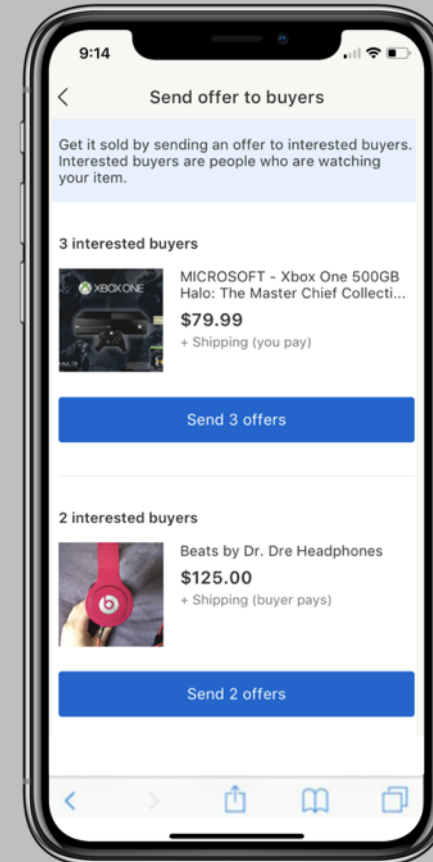 9:14
Send offer to buyers
Get it sold by sending an offer to interested buyers.
Interested buyers are people who are watching
your item.
3 interested buyers
XBOX ONE
MICROSOFT - Xbox One 500GB
Halo: The Master Chief Collecti...
$79.99
+ Shipping (you pay)
Send 3 offers
2 interested buyers
Beats by Dr. Dre Headphones
$125.00
+ Shipping (buyer pays)
Send 2 offers